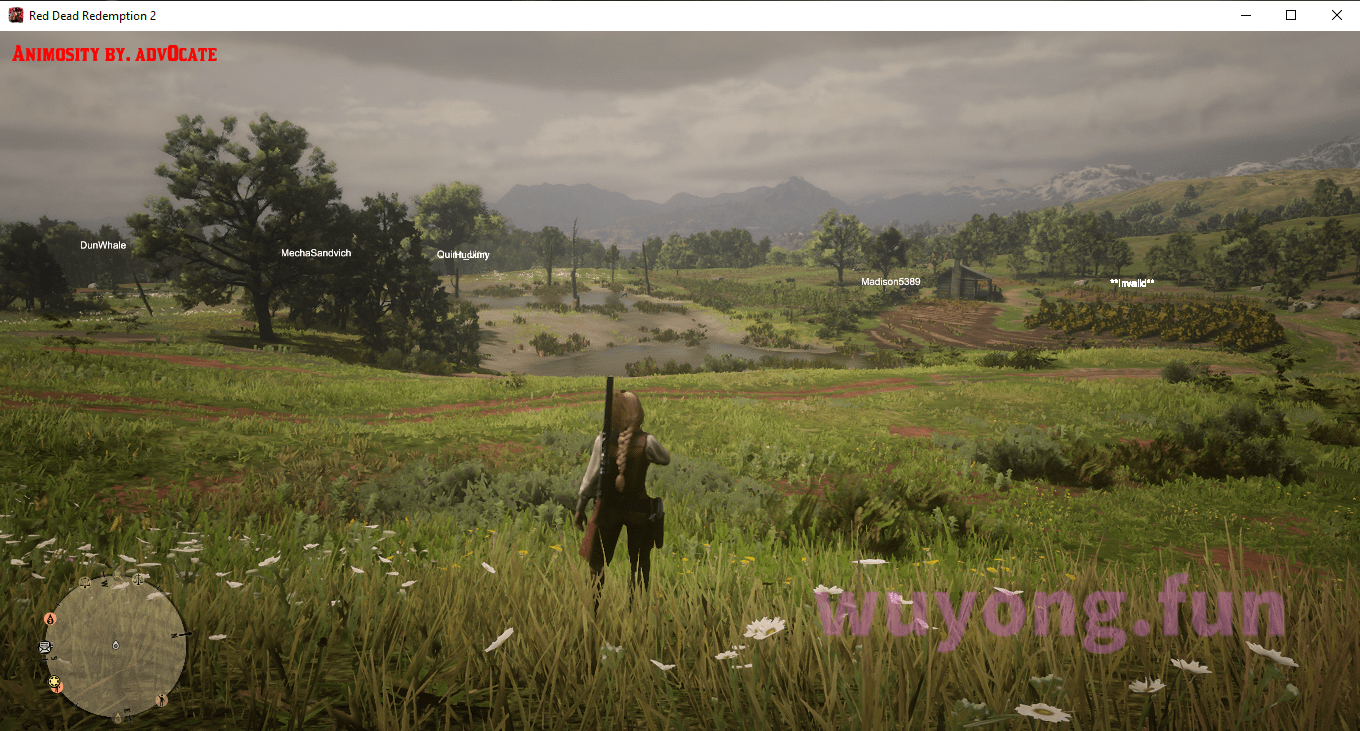 Red Dead Redemption 2
Animosity by. adv0cate
DunWhale
MechaSandvich
Madison5389
**Invalid**
wuyong.fun